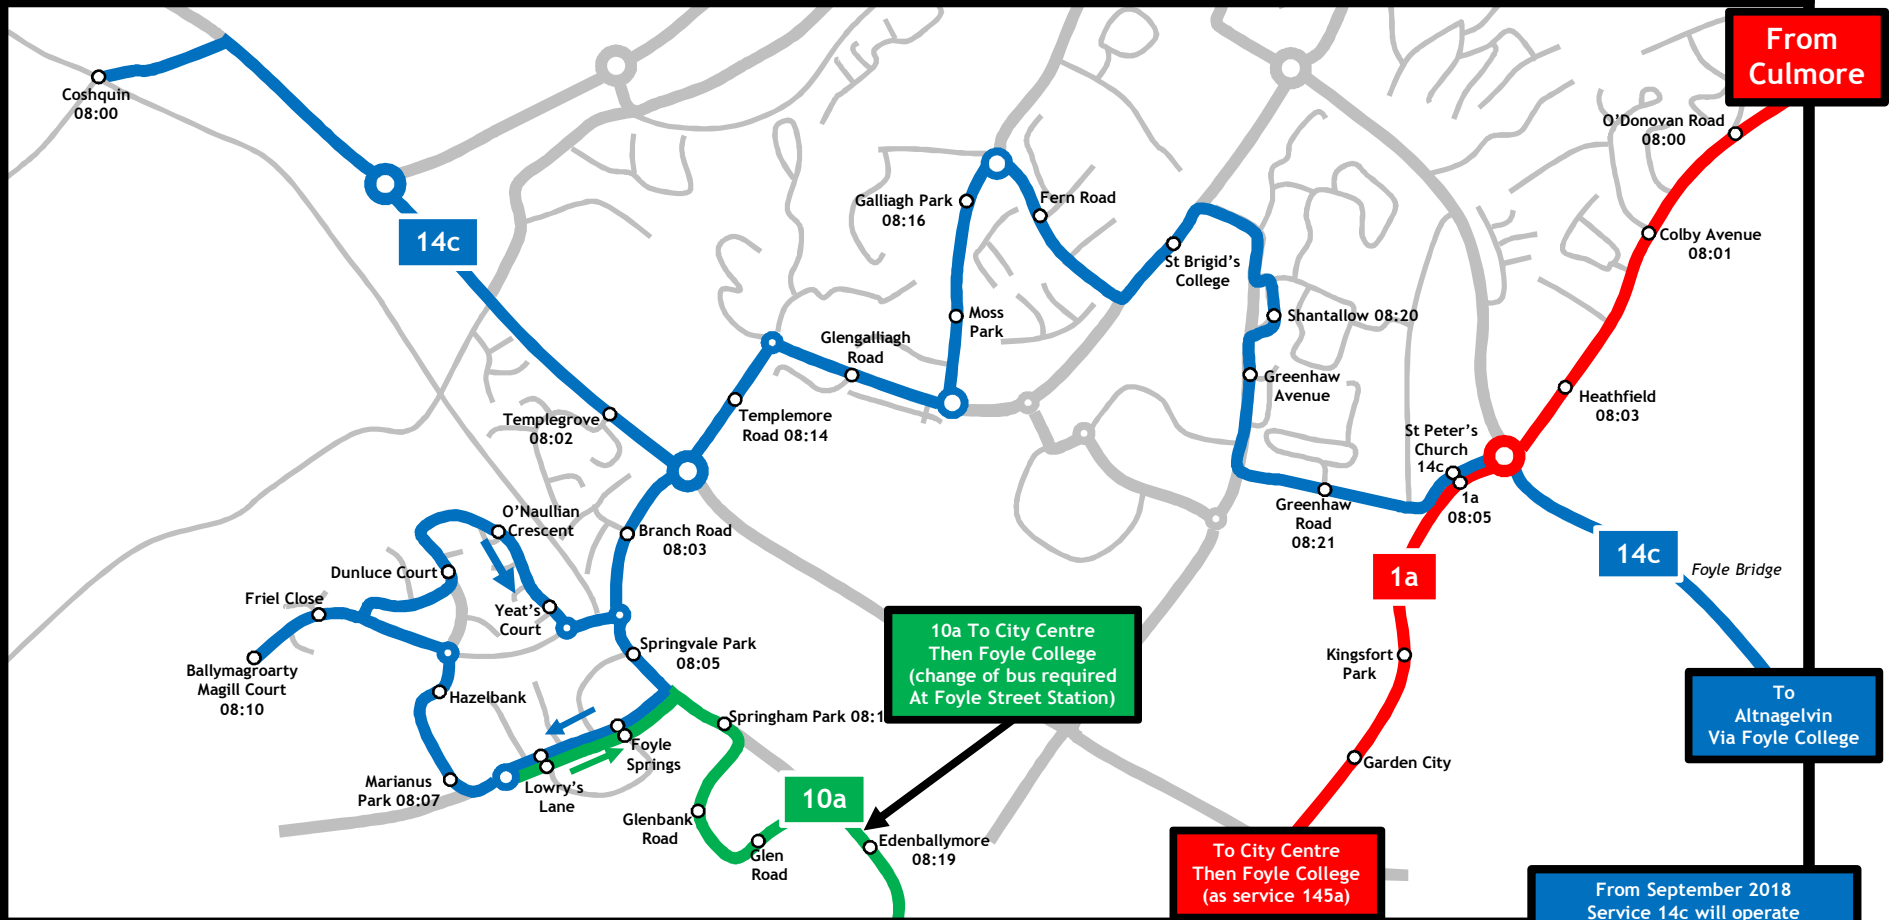 From
Culmore
O'Donovan Road
08:00
Coshquin
08:00
14c
Galliagh Park
08:16
Fern Road
Colby Avenue
08:01
St Brigid's
College
Moss
Park
Shantallow 08:20
Glengalliagh
Road
Greenhaw
Avenue
Heathfield
08:03
Templegrove
08:02
Templemore
Road 08:14
St Peter's
Church
14c
1a
08:05
Greenhaw
Road
08:21
O'Naullian
Crescent
Branch Road
08:03
14c
Foyle Bridge
1a
Dunluce Court
Friel Close
Yeat's
Court
10a To City Centre
Then Foyle College
(change of bus required
At Foyle Street Station)
Springvale Park
08:05
Kingsfort
Park
Ballymagroarty
Magill Court
08:10
Hazelbank
Springham Park 08:1
To
Altnagelvin
Via Foyle College
Foyle
Springs
Garden City
Marianus
Park 08:07
Lowry's
Lane
10a
Glenbank
Road
Glen
Road
Edenballymore
08:19
To City Centre
Then Foyle College
(as service 145a)
From September 2018
Service 14c will operate